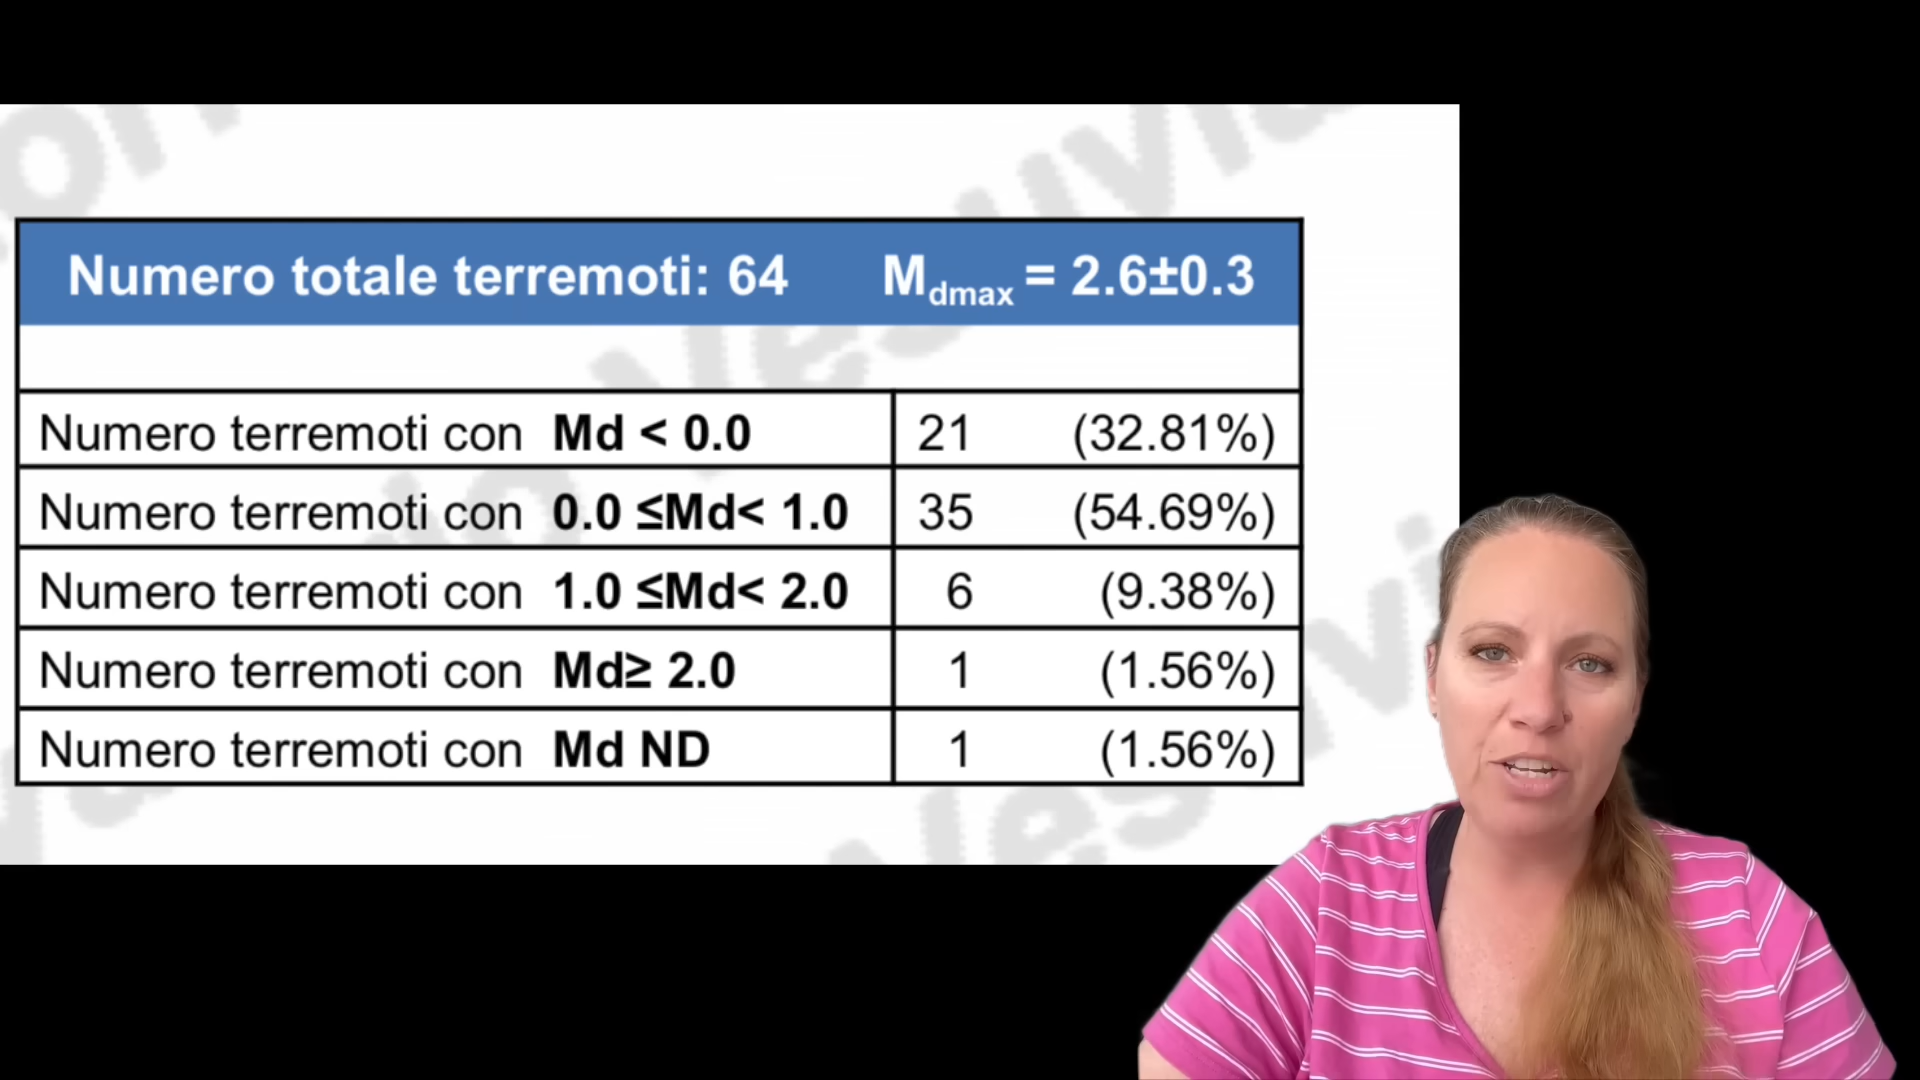 Numero totale terremoti: 64 Mdmax = 2.6±0.3
Numero terremoti con Md < 0.0 21 (32.81%)
Numero terremoti con 0.0 ≤Md< 1.0 35 (54.69%)
Numero terremoti con 1.0 ≤Md< 2.0 6 (9.38%)
Numero terremoti con Md≥ 2.0 1 (1.56%)
Numero terremoti con Md ND 1 (1.56%)